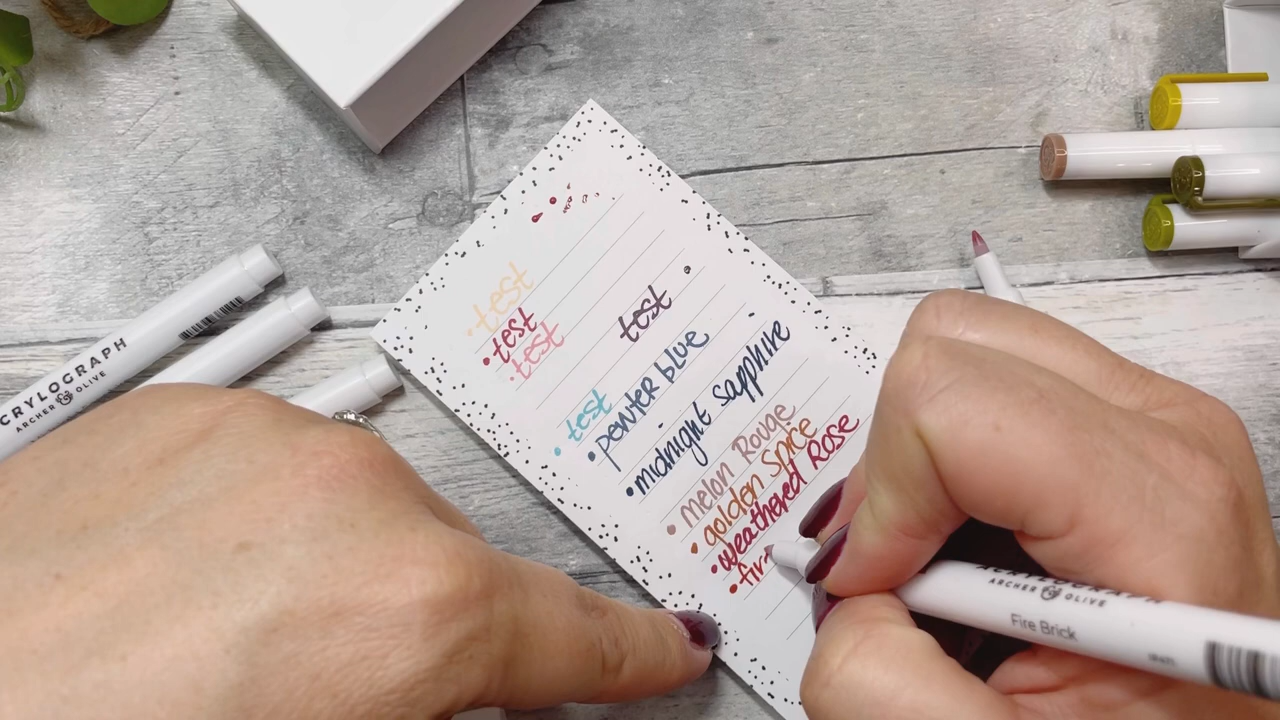 test
test
test
test
test
pewter blue
midnight sapphire
melon Rouge
golden Spice
weathered Rose
fir
CRYLOGRAPH
ARCHER & OLIVE
ACRYLOGRAPH
ARCHER & OLIVE
Fire Brick